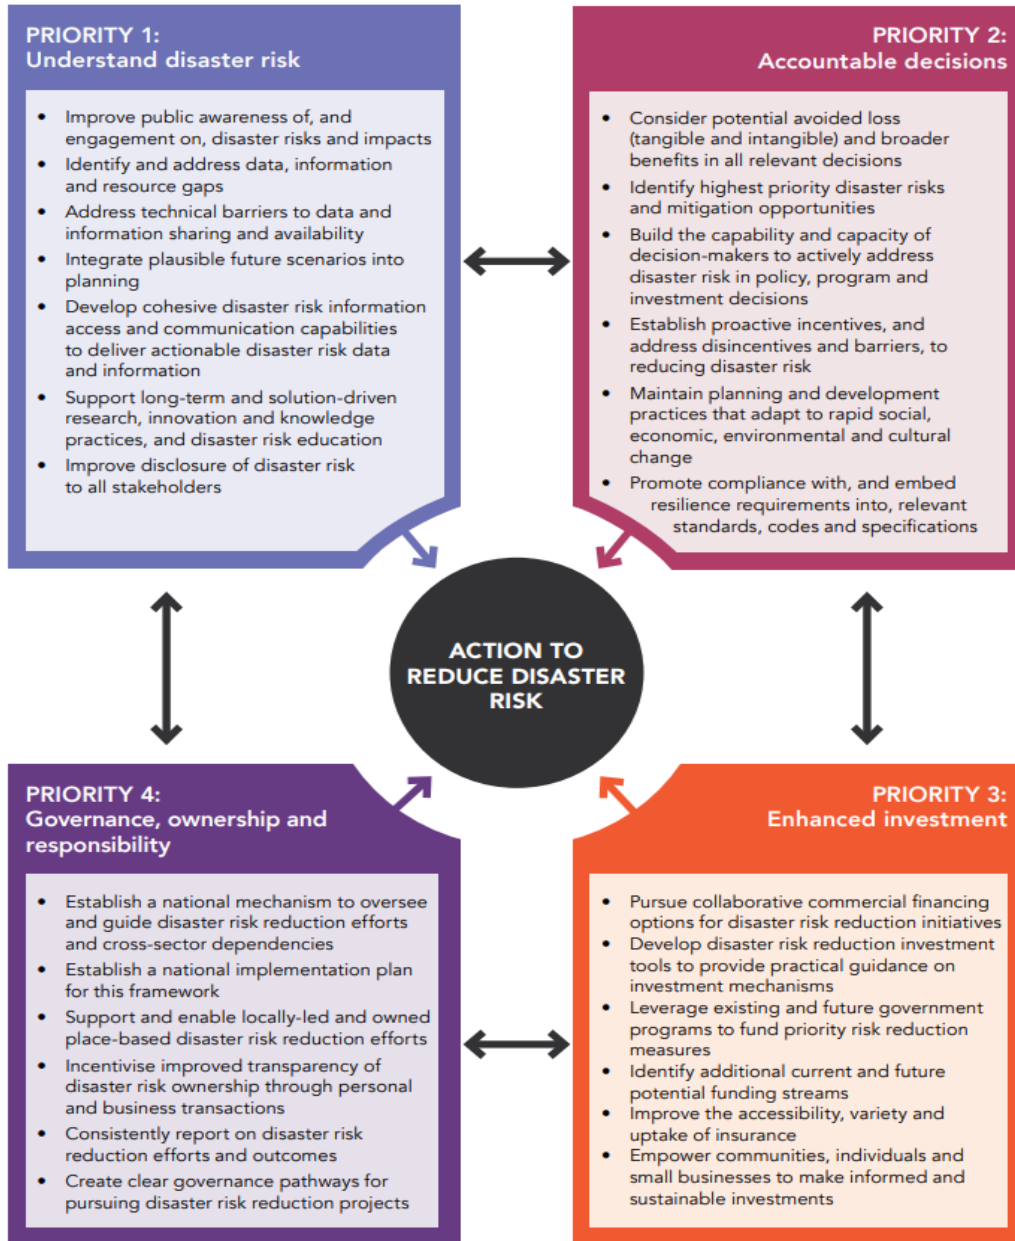 PRIORITY 1:
Understand disaster risk
• Improve public awareness of, and
engagement on, disaster risks and impacts
• Identify and address data, information
and resource gaps
• Address technical barriers to data and
information sharing and availability
• Integrate plausible future scenarios into
planning
• Develop cohesive disaster risk information
access and communication capabilities
to deliver actionable disaster risk data
and information
• Support long-term and solution-driven
research, innovation and knowledge
practices, and disaster risk education
• Improve disclosure of disaster risk
to all stakeholders
PRIORITY 2:
Accountable decisions
• Consider potential avoided loss
(tangible and intangible) and broader
benefits in all relevant decisions
• Identify highest priority disaster risks
and mitigation opportunities
• Build the capability and capacity of
decision-makers to actively address
disaster risk in policy, program and
investment decisions
• Establish proactive incentives, and
address disincentives and barriers, to
reducing disaster risk
• Maintain planning and development
practices that adapt to rapid social,
economic, environmental and cultural
change
• Promote compliance with, and embed
resilience requirements into, relevant
standards, codes and specifications
ACTION TO
REDUCE DISASTER
RISK
PRIORITY 4:
Governance, ownership and
responsibility
• Establish a national mechanism to oversee
and guide disaster risk reduction efforts
and cross-sector dependencies
• Establish a national implementation plan
for this framework
• Support and enable locally-led and owned
place-based disaster risk reduction efforts
• Incentivise improved transparency of
disaster risk ownership through personal
and business transactions
• Consistently report on disaster risk
reduction efforts and outcomes
• Create clear governance pathways for
pursuing disaster risk reduction projects
PRIORITY 3:
Enhanced investment
• Pursue collaborative commercial financing
options for disaster risk reduction initiatives
• Develop disaster risk reduction investment
tools to provide practical guidance on
investment mechanisms
• Leverage existing and future government
programs to fund priority risk reduction
measures
• Identify additional current and future
potential funding streams
• Improve the accessibility, variety and
uptake of insurance
• Empower communities, individuals and
small businesses to make informed and
sustainable investments